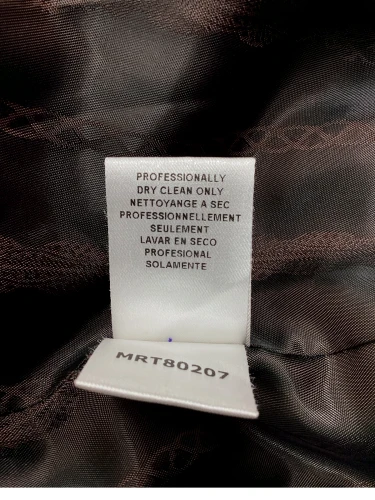 PROFESSIONALLY
DRY CLEAN ONLY
NETTOYANGE A SEC
PROFESSIONNELLEMENT
SEULEMENT
LAVAR EN SECO
PROFESIONAL
SOLAMENTE
MRT80207